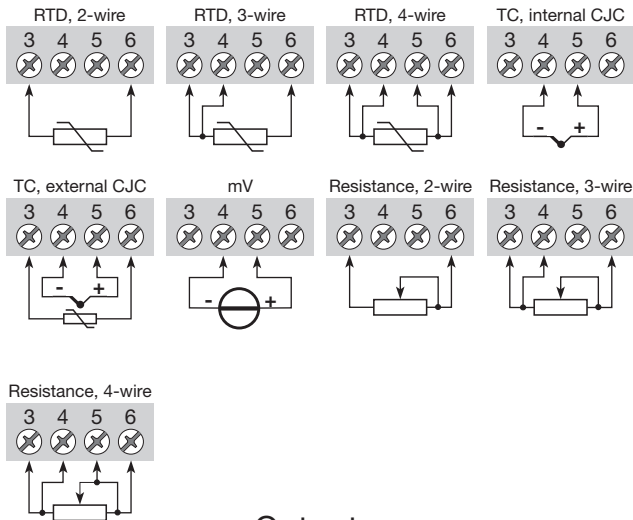 RTD, 2-wire RTD, 3-wire RTD, 4-wire TC, internal CJC
3 4 5 6 3 4 5 6 3 4 5 6 3 4 5 6
- +
TC, external CJC mV Resistance, 2-wire Resistance, 3-wire
3 4 5 6 3 4 5 6 3 4 5 6 3 4 5 6
- + - +
Resistance, 4-wire
3 4 5 6